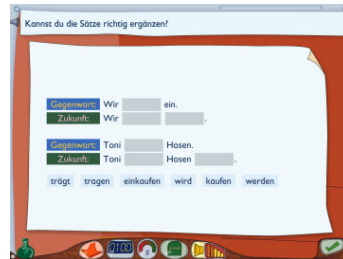 Kannst du die Sätze richtig ergänzen?
Gegenwart: Wir ein.
Zukunft: Wir .
Gegenwart: Toni Hosen.
Zukunft: Toni Hosen .
trägt tragen einkaufen wird kaufen werden
0100